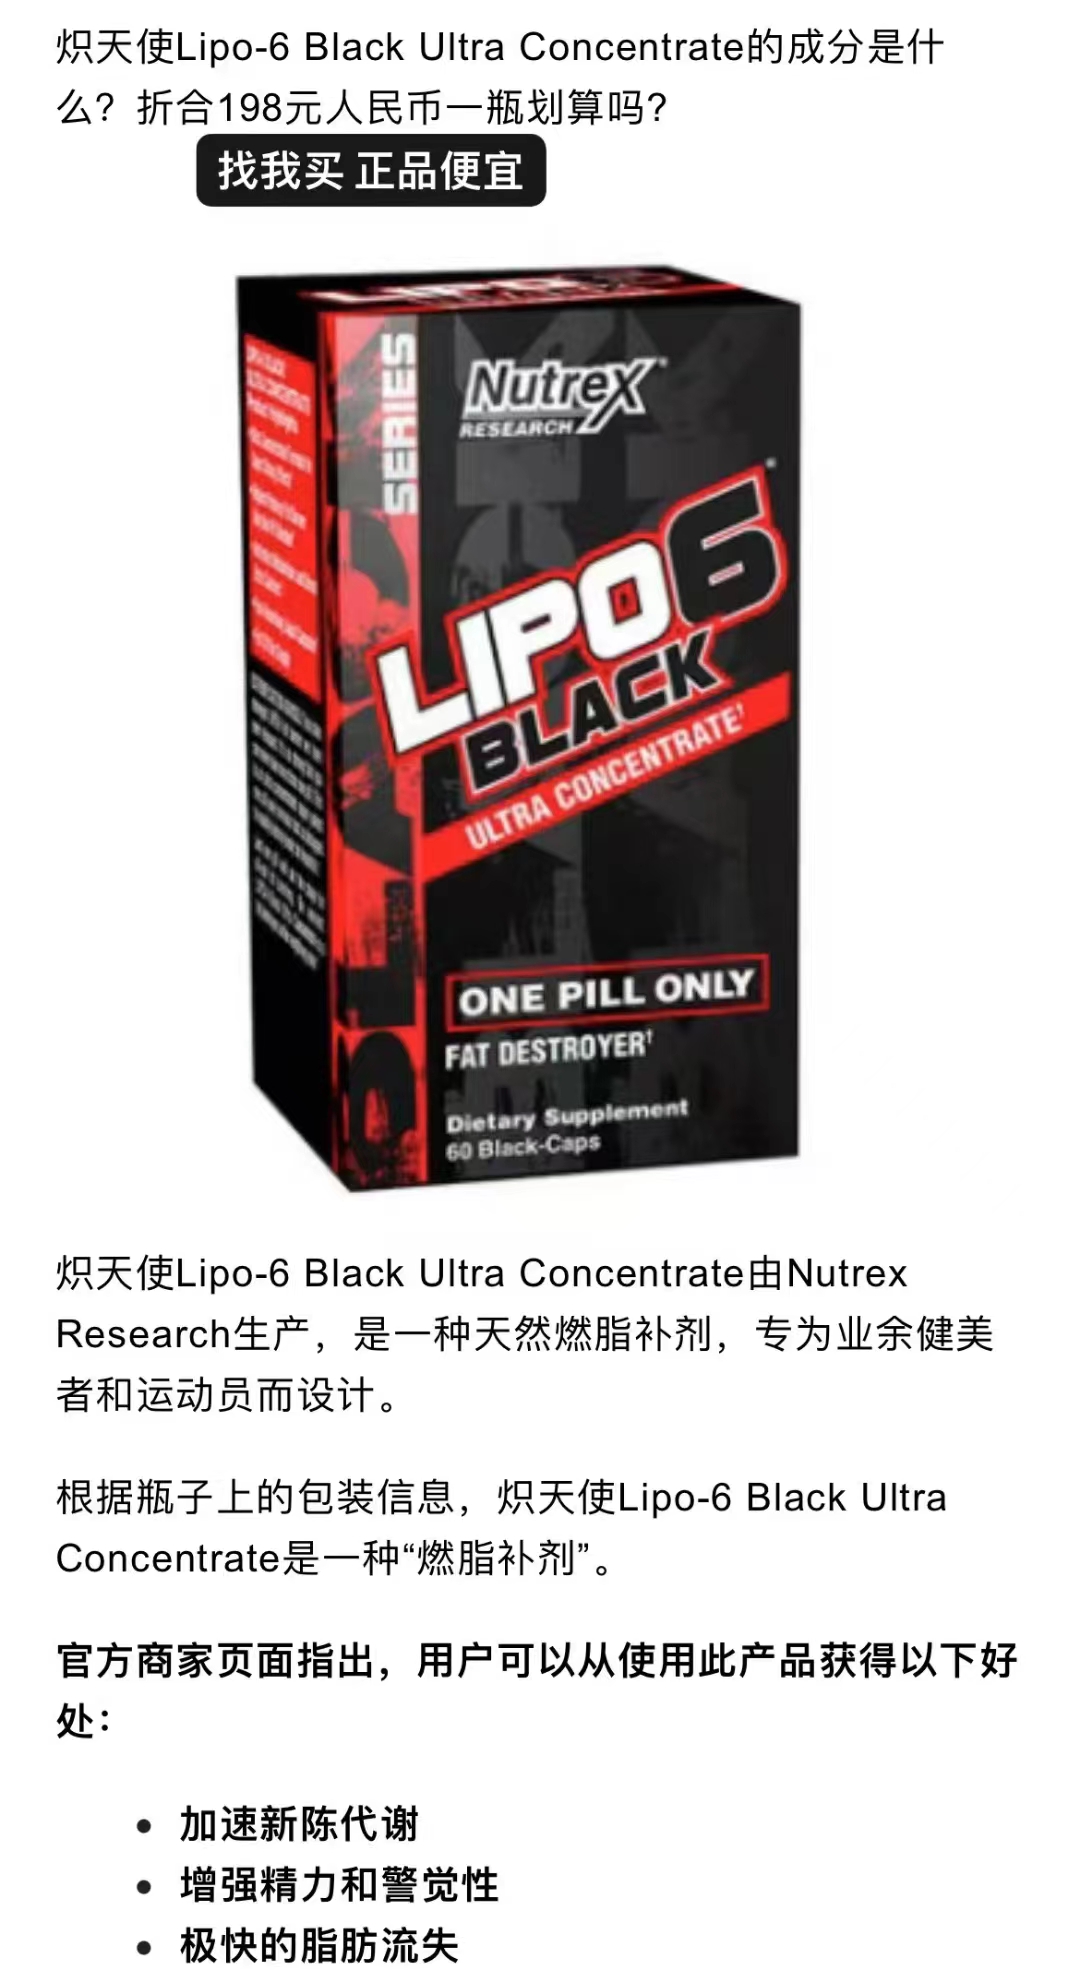 炽天使Lipo-6 Black Ultra Concentrate的成分是什
么？折合198元人民币一瓶划算吗？
找我买 正品便宜
SERIES
Nutrex
RESEARCH
LIPO6
BLACK
ULTRA CONCENTRATE†
ONE PILL ONLY
FAT DESTROYER†
Dietary Supplement
60 Black-Caps
炽天使Lipo-6 Black Ultra Concentrate由Nutrex
Research生产，是一种天然燃脂补剂，专为业余健美
者和运动员而设计。
根据瓶子上的包装信息，炽天使Lipo-6 Black Ultra
Concentrate是一种“燃脂补剂”。
官方商家页面指出，用户可以从使用此产品获得以下好
处：
• 加速新陈代谢
• 增强精力和警觉性
• 极快的脂肪流失